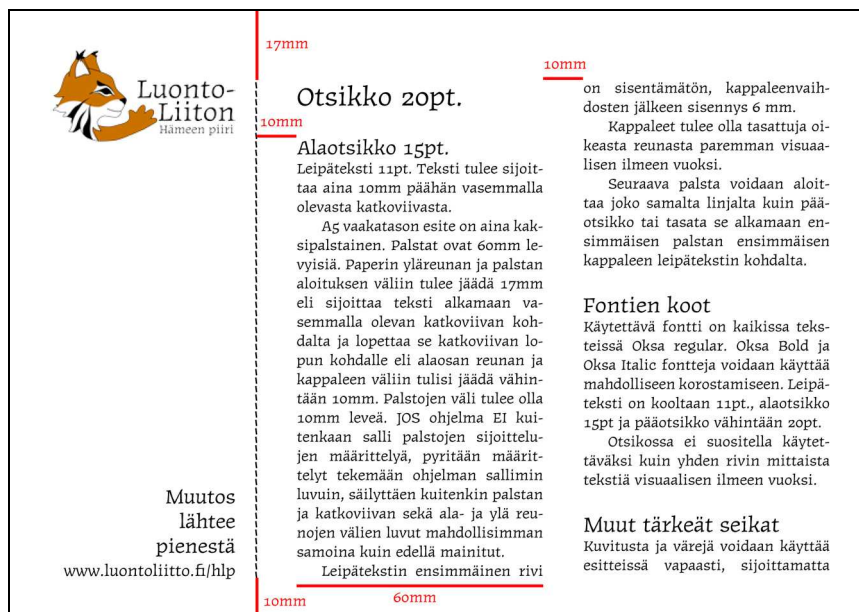 Luonto-
Liiton
Hämeen piiri
Muutos
lähtee
pienestä
www.luontoliitto.fi/hlp
17mm
10mm
10mm
10mm
60mm
Otsikko 20pt.
Alaotsikko 15pt.
Leipäteksti 11pt. Teksti tulee sijoit-
taa aina 10mm päähän vasemmalla
olevasta katkoviivasta.
A5 vaakatason esite on aina kak-
sipalstainen. Palstat ovat 60mm le-
vyisiä. Paperin yläreunan ja palstan
aloituksen väliin tulee jäädä 17mm
eli sijoittaa teksti alkamaan va-
semmalla olevan katkoviivan koh-
dalta ja lopettaa se katkoviivan lo-
pun kohdalle eli alaosan reunan ja
kappaleen väliin tulisi jäädä vähin-
tään 10mm. Palstojen väli tulee olla
10mm leveä. JOS ohjelma EI kui-
tenkaan salli palstojen sijoittelu-
jen määrittelyä, pyritään määrit-
telyt tekemään ohjelman sallimin
luvuin, säilyttäen kuitenkin palstan
ja katkoviivan sekä ala- ja ylä reu-
nojen välien luvut mahdollisimman
samoina kuin edellä mainitut.
Leipätekstin ensimmäinen rivi
on sisentämätön, kappaleenvaih-
dosten jälkeen sisennys 6 mm.
Kappaleet tulee olla tasattuja oi-
keasta reunasta paremman visuaa-
lisen ilmeen vuoksi.
Seuraava palsta voidaan aloit-
taa joko samalta linjalta kuin pää-
otsikko tai tasata se alkamaan en-
simmäisen palstan ensimmäisen
kappaleen leipätekstin kohdalta.
Fontien koot
Käytettävä fontti on kaikissa teks-
teissä Oksa regular. Oksa Bold ja
Oksa Italic fontteja voidaan käyttää
mahdolliseen korostamiseen. Leipä-
teksti on kooltaan 11pt., alaotsikko
15pt ja pääotsikko vähintään 20pt.
Otsikossa ei suositella käytet-
täväksi kuin yhden rivin mittaista
tekstiä visuaalisen ilmeen vuoksi.
Muut tärkeät seikat
Kuvitusta ja värejä voidaan käyttää
esitteissä vapaasti, sijoittamatta